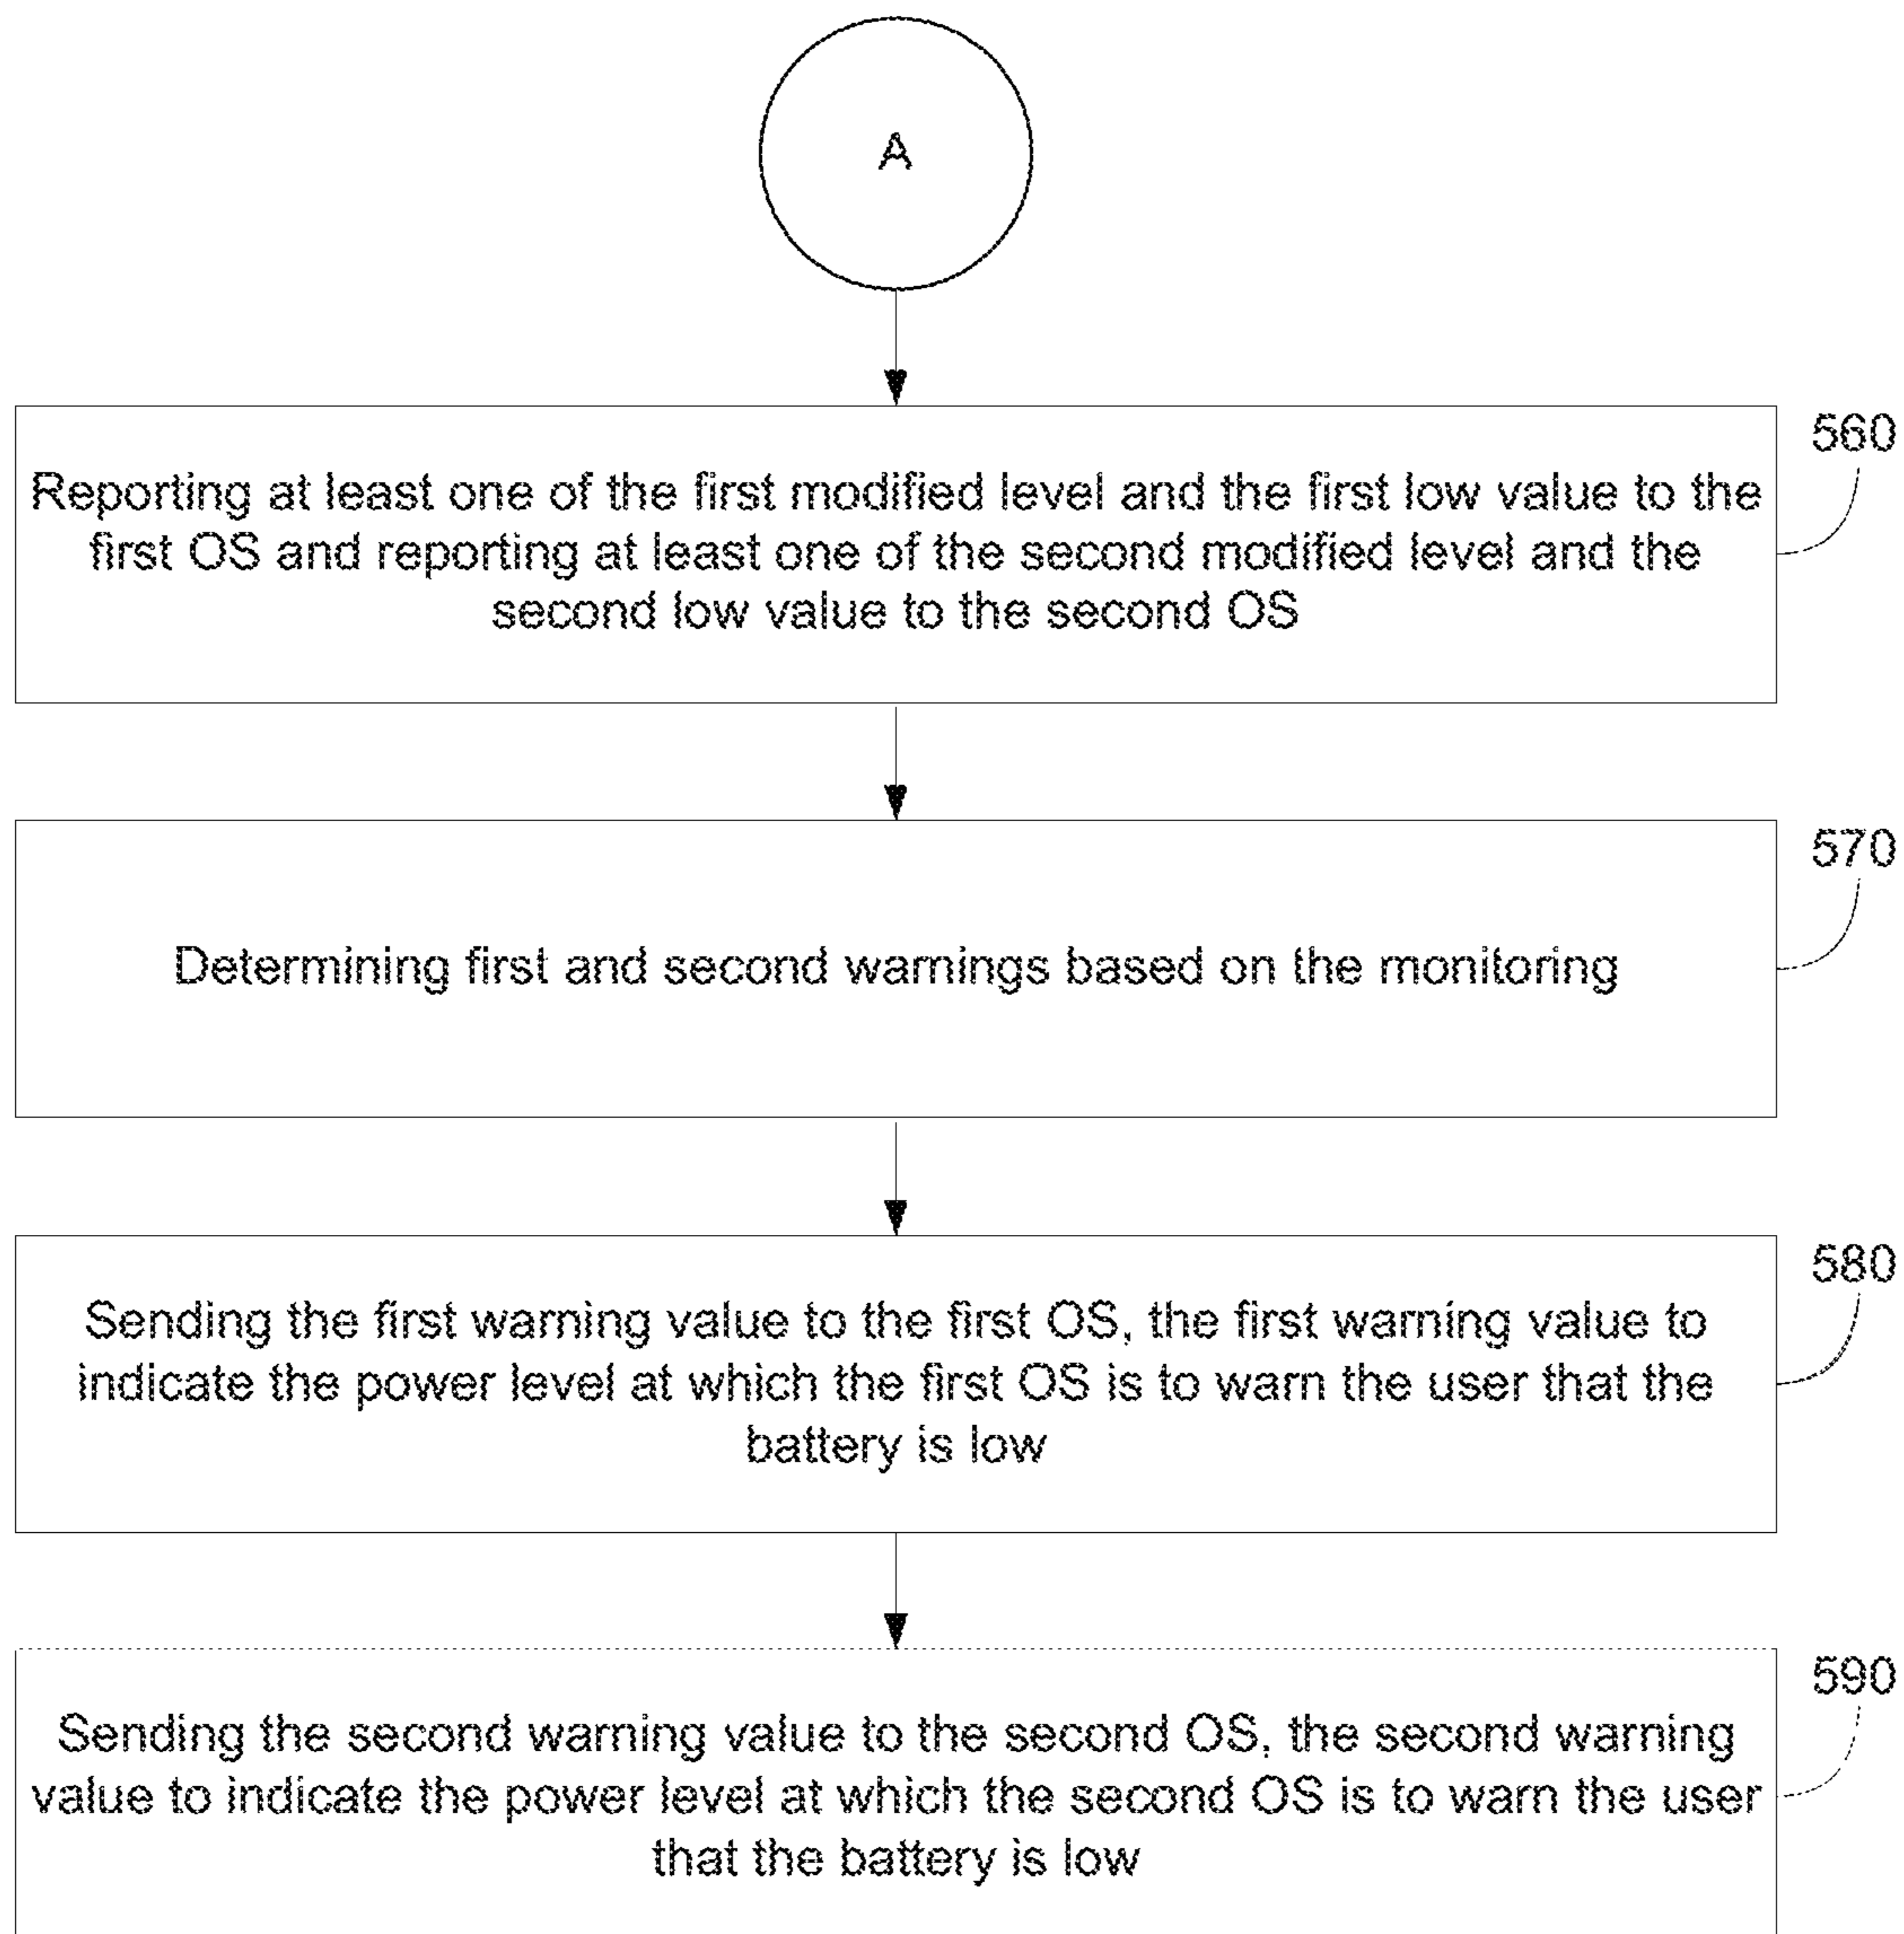 A
560
Reporting at least one of the first modified level and the first low value to the
first OS and reporting at least one of the second modified level and the
second low value to the second OS
570
Determining first and second warnings based on the monitoring
580
Sending the first warning value to the first OS, the first warning value to
indicate the power level at which the first OS is to warn the user that the
battery is low
590
Sending the second warning value to the second OS, the second warning
value to indicate the power level at which the second OS is to warn the user
that the battery is low